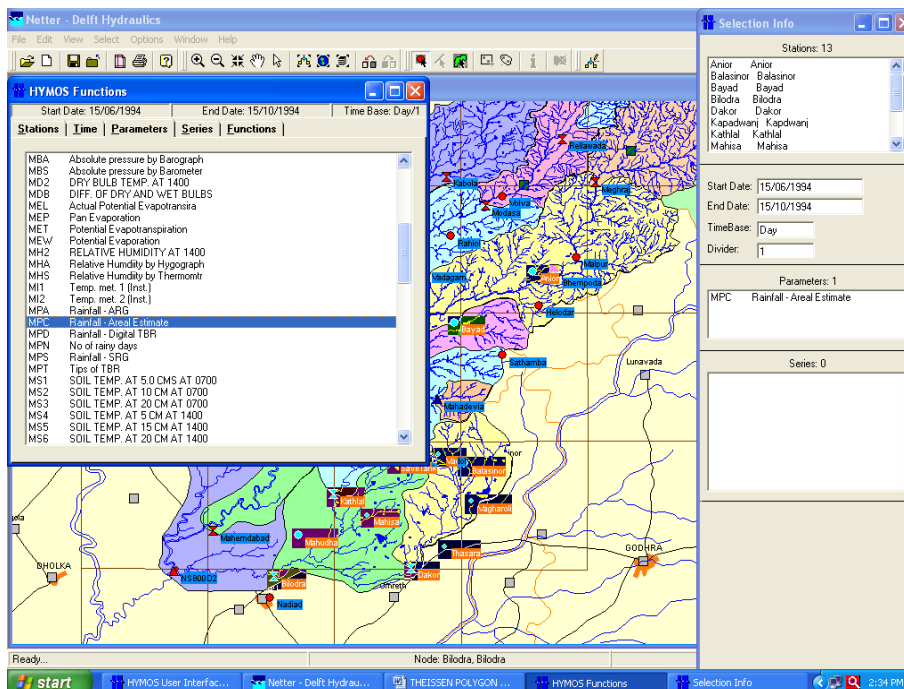 Netter - Delft Hydraulics
File Edit View Select Options Window Help
HYMOS Functions
Start Date: 15/06/1994 End Date: 15/10/1994 Time Base: Day/1
Stations Time Parameters Series Functions
MBA Absolute pressure by Barograph
MBS Absolute pressure by Barometer
MD2 DRY BULB TEMP. AT 1400
MDB DIFF. OF DRY AND WET BULBS
MEL Actual Potential Evapotransira
MEP Pan Evaporation
MET Potential Evapotranspiration
MEW Potential Evaporation
MH2 RELATIVE HUMIDITY AT 1400
MHA Relative Humdity by Hygograph
MHS Relative Humdity by Thermomtr
MI1 Temp. met. 1 (Inst.)
MI2 Temp. met. 2 (Inst.)
MPA Rainfall - ARG
MPC Rainfall - Areal Estimate
MPD Rainfall - Digital TBR
MPN No of rainy days
MPS Rainfall - SRG
MPT Tips of TBR
MS1 SOIL TEMP. AT 5.0 CMS AT 0700
MS2 SOIL TEMP. AT 10 CM AT 0700
MS3 SOIL TEMP. AT 20 CM AT 0700
MS4 SOIL TEMP. AT 5 CM AT 1400
MS5 SOIL TEMP. AT 15 CM AT 1400
MS6 SOIL TEMP. AT 20 CM AT 1400
Rellawada
Kabola
Meghraj
Volva
Modasa
Rahiol
Malpur
Vadagam
Anior
Bhempoda
Helodar
Bayad
Sathamba
Lunavada
Mahadevia
Balasinor
Kathlal
Vagharoli
Mahisa
Mahemdabad
Mahudha
Thasara
GODHRA
DHOLKA
NSB00O2
Bilodra
Dakor
Umreth
Nadiad
Ready... Node: Bilodra, Bilodra
Selection Info
Stations: 13
Anior Anior
Balasinor Balasinor
Bayad Bayad
Bilodra Bilodra
Dakor Dakor
Kapadwanj Kapdwanj
Kathlal Kathlal
Mahisa Mahisa
Start Date: 15/06/1994
End Date: 15/10/1994
TimeBase: Day
Divider: 1
Parameters: 1
MPC Rainfall - Areal Estimate
Series: 0
start HYMOS User Interfac... Netter - Delft Hydrau... THEISSEN POLYGON ... HYMOS Functions Selection Info 2:34 PM